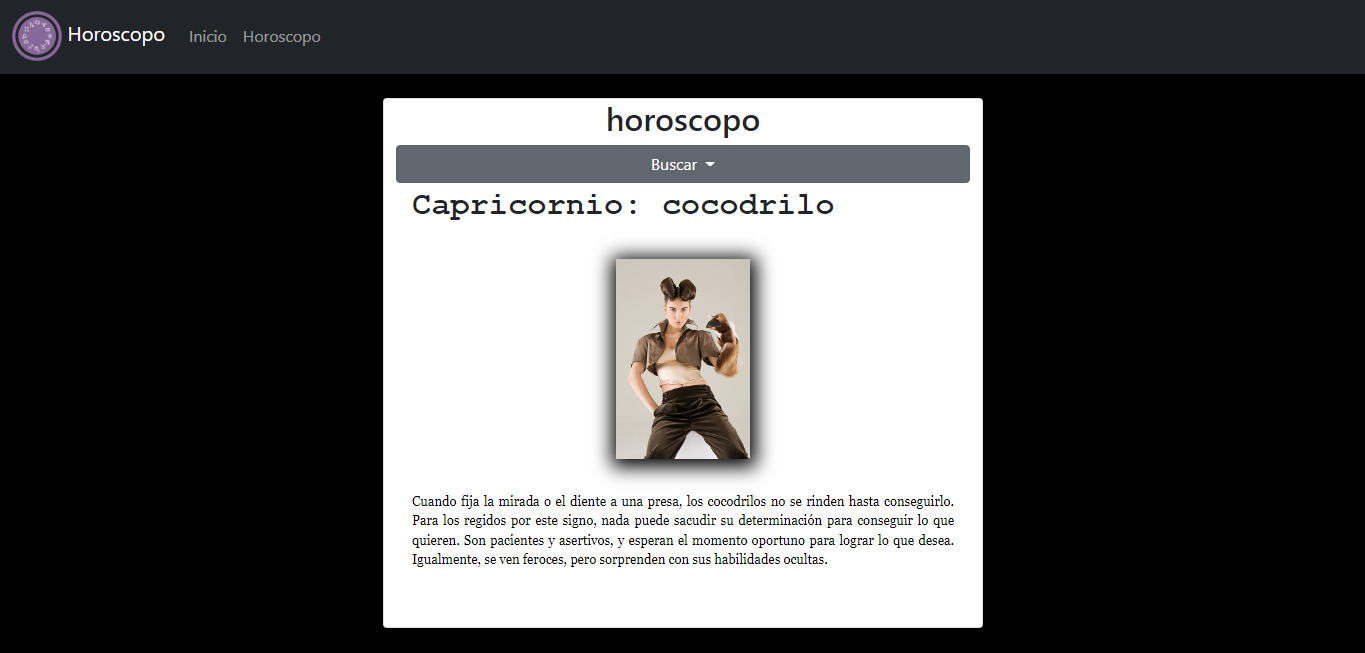 Horoscopo Inicio Horoscopo
horoscopo
Buscar
Capricornio: cocodrilo
Cuando fija la mirada o el diente a una presa, los cocodrilos no se rinden hasta conseguirlo.
Para los regidos por este signo, nada puede sacudir su determinación para conseguir lo que
quieren. Son pacientes y asertivos, y esperan el momento oportuno para lograr lo que desea.
Igualmente, se ven feroces, pero sorprenden con sus habilidades ocultas.